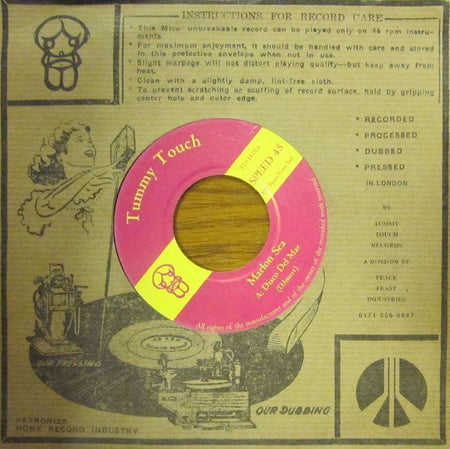 INSTRUCTIONS FOR RECORD CARE
* This Mico unbreakable record can be played only on 45 rpm instru-
ments.
* For maximum enjoyment, it should be handled with care and stored
in this protective envelope when not in use.
* Slight warpage will not distort playing quality—but keep away from
heat.
* Clean with a slightly damp, lint-free cloth.
* To prevent scratching or scuffing of record surface, hold by gripping
center hole and outer edge.
* RECORDED
* PROCESSED
* DUBBED
* PRESSED
IN LONDON
BY
TUMMY
TOUCH
RECORDS
A DIVISION OF
PEACE
FEAST
INDUSTRIES
Tummy Touch
SPEED 45
Marlon Sea
A: Disco Del Mar
All rights of the manufacturer and of the owner of the recorded work reserved
OUR PRESSING
OUR DUBBING
PATRONIZE
HOME RECORD INDUSTRY